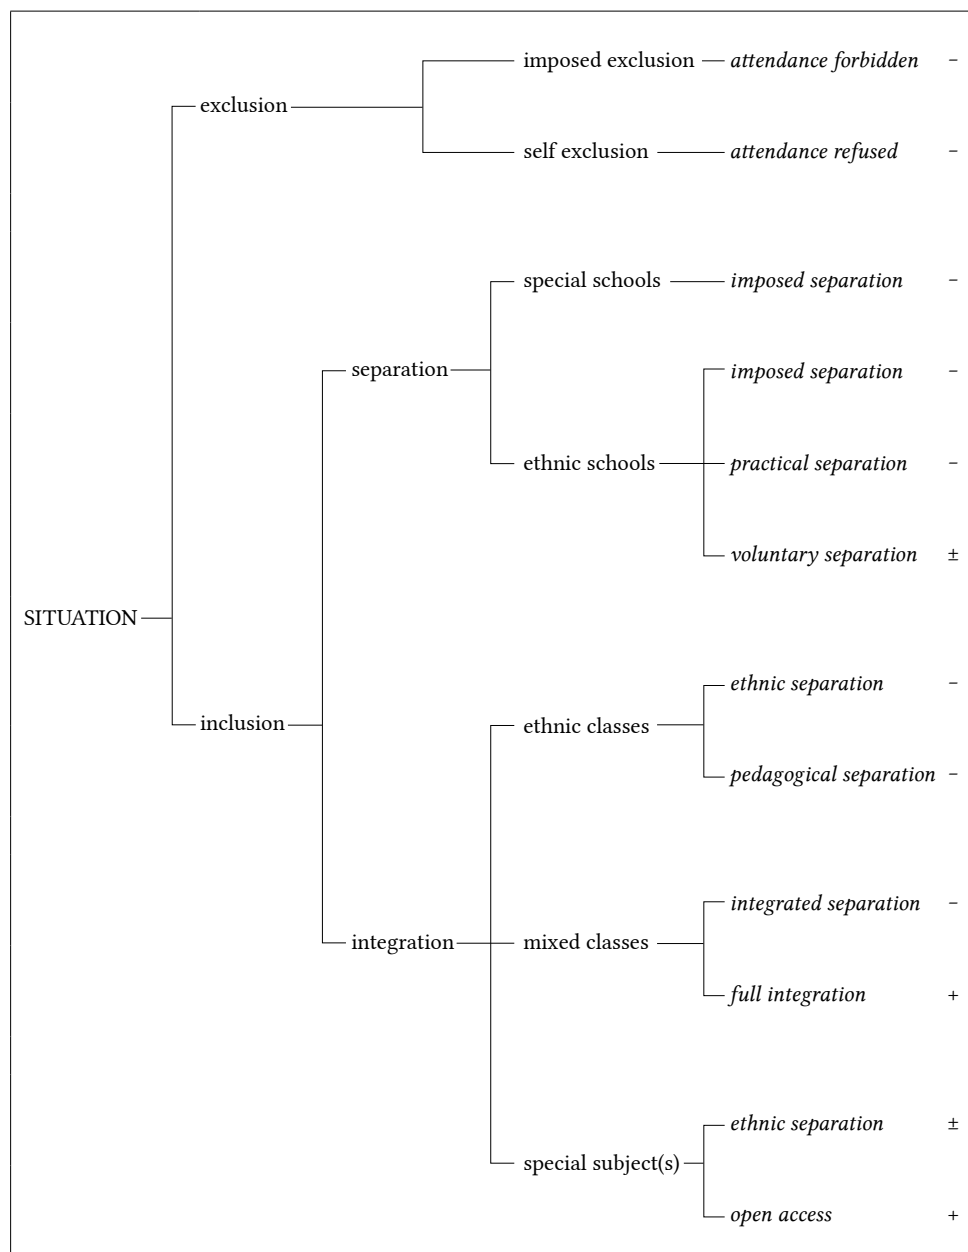 imposed exclusion attendance forbidden –
exclusion
self exclusion attendance refused –
special schools imposed separation –
separation imposed separation –
ethnic schools practical separation –
voluntary separation ±
SITUATION
ethnic separation –
inclusion ethnic classes
pedagogical separation –
integrated separation –
integration mixed classes
full integration +
ethnic separation ±
special subject(s)
open access +